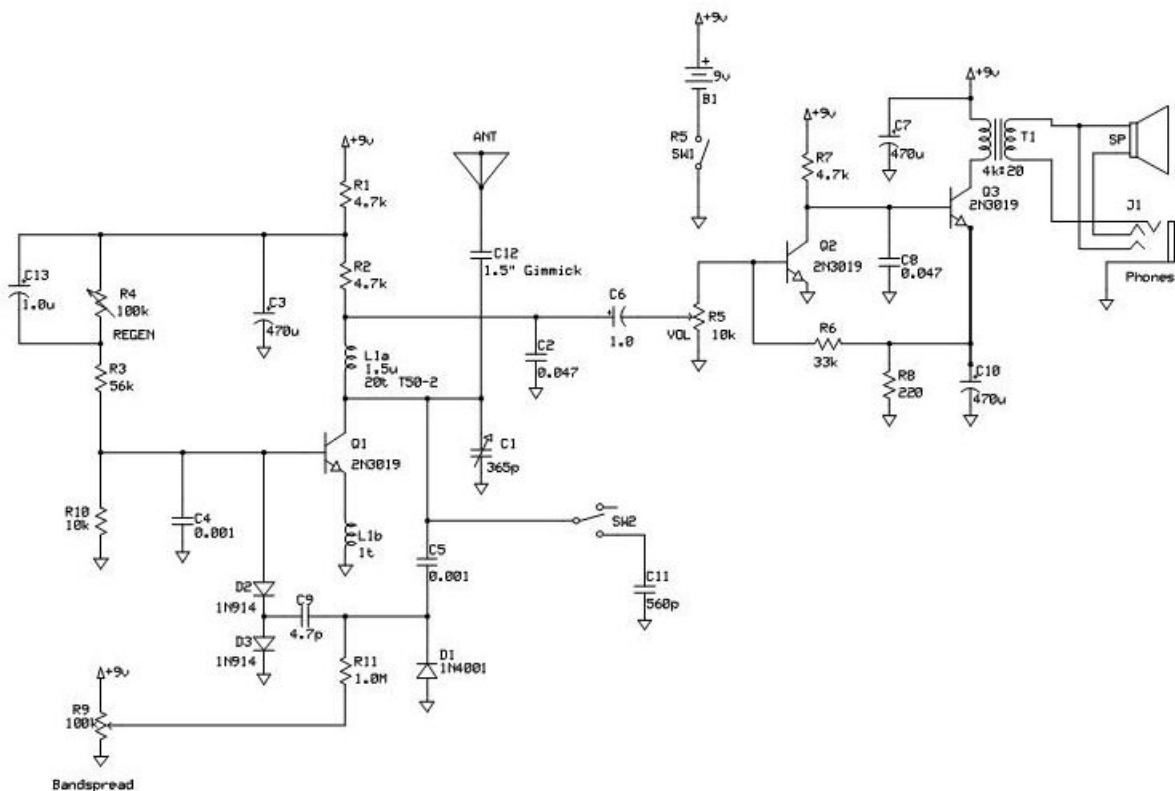 +9v
+
9v
B1
R5
SW1
ANT
+9v
R1
4.7k
C13
1.0u
R4
100k
REGEN
C3
470u
R2
4.7k
C12
1.5" Gimmick
R3
56k
L1a
1.5u
20t T50-2
C2
0.047
C6
1.0
VOL
R5
10k
+9v
R7
4.7k
Q2
2N3019
C7
470u
+9v
T1
4k:20
Q3
2N3019
SP
J1
Phones
C8
0.047
R6
33k
R8
220
C10
470u
Q1
2N3019
C1
365p
R10
10k
C4
0.001
L1b
1t
C5
0.001
SW2
C11
560p
D2
1N914
C9
4.7p
D3
1N914
R11
1.0M
D1
1N4001
+9v
R9
100k
Bandspread